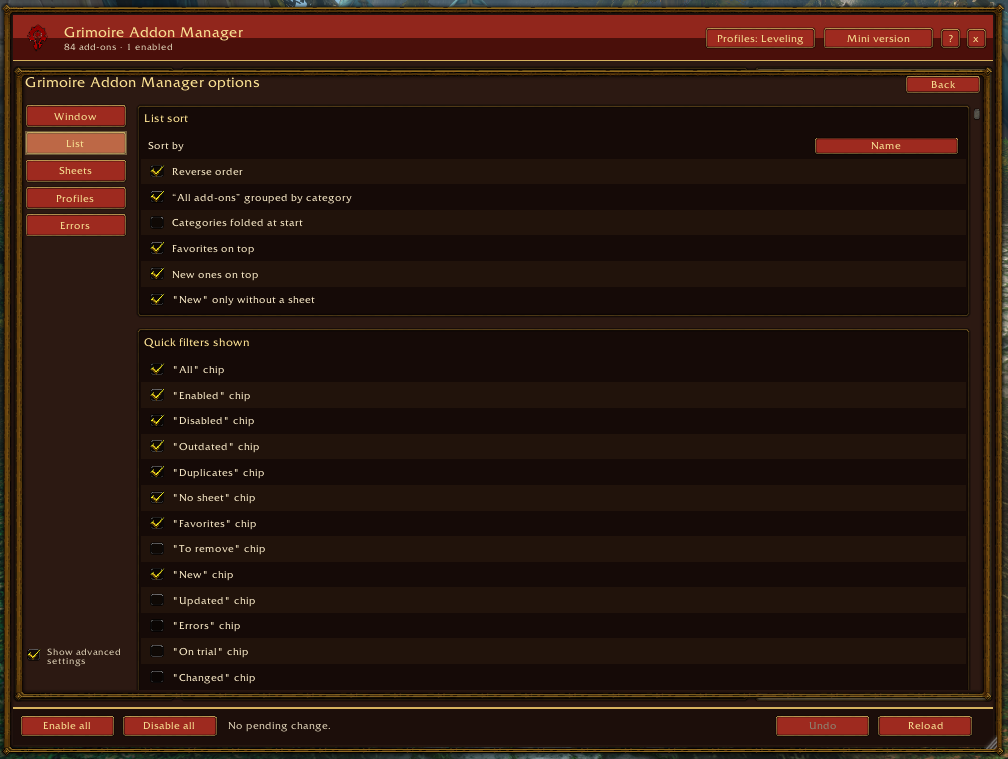 Grimoire Addon Manager
84 add-ons · 1 enabled
Profiles: Leveling
Mini version
?
x
Grimoire Addon Manager options
Back
Window
List
Sheets
Profiles
Errors
List sort
Sort by
Name
Reverse order
“All add-ons” grouped by category
Categories folded at start
Favorites on top
New ones on top
"New" only without a sheet
Quick filters shown
"All" chip
"Enabled" chip
"Disabled" chip
"Outdated" chip
"Duplicates" chip
"No sheet" chip
"Favorites" chip
"To remove" chip
"New" chip
"Updated" chip
"Errors" chip
"On trial" chip
"Changed" chip
Show advanced
settings
Enable all
Disable all
No pending change.
Undo
Reload